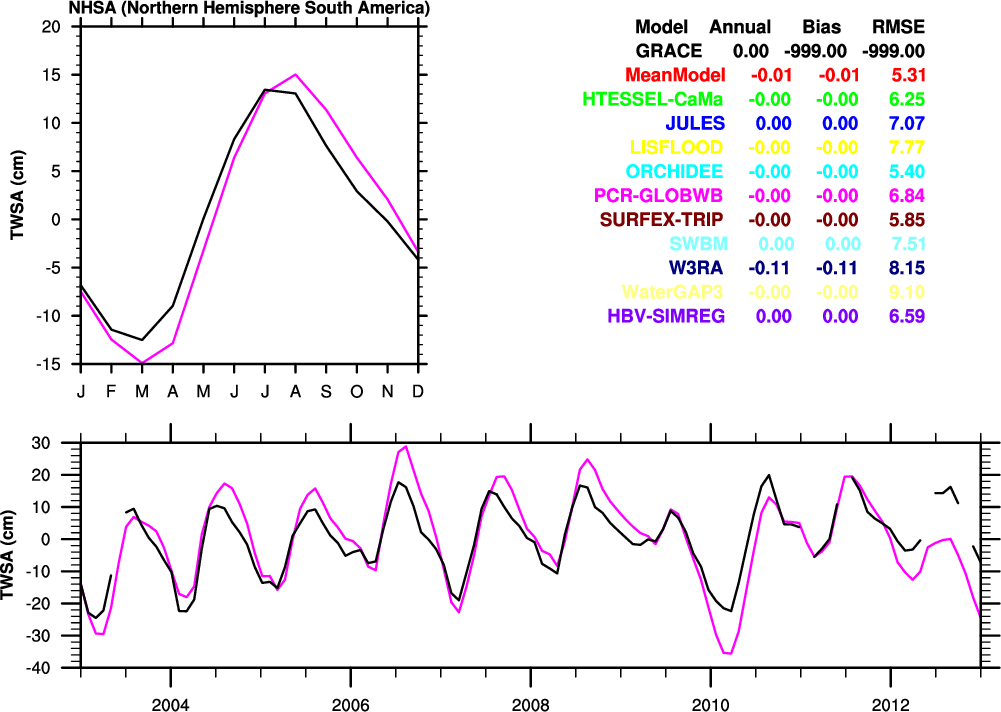 NHSA (Northern Hemisphere South America)
20
15
10
5
0
-5
-10
-15
TWSA (cm)
J F M A M J J A S O N D
Model Annual Bias RMSE
GRACE 0.00 -999.00 -999.00
MeanModel -0.01 -0.01 5.31
HTESSEL-CaMa -0.00 -0.00 6.25
JULES 0.00 0.00 7.07
LISFLOOD -0.00 -0.00 7.77
ORCHIDEE -0.00 -0.00 5.40
PCR-GLOBWB -0.00 -0.00 6.84
SURFEX-TRIP -0.00 -0.00 5.85
SWBM 0.00 0.00 7.51
W3RA -0.11 -0.11 8.15
WaterGAP3 -0.00 -0.00 9.10
HBV-SIMREG 0.00 0.00 6.59
30
20
10
0
-10
-20
-30
-40
TWSA (cm)
2004 2006 2008 2010 2012